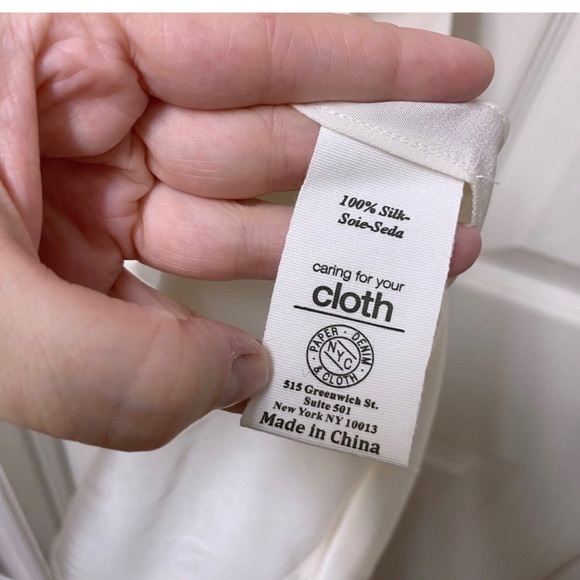 100% Silk-
Soie-Seda
caring for your
cloth
PAPER · DENIM
NYC
& CLOTH ·
515 Greenwich St.
Suite 501
New York NY 10013
Made in China